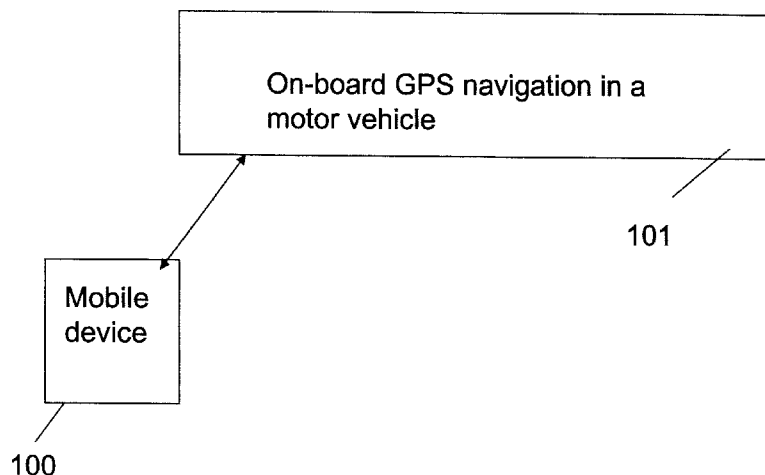 On-board GPS navigation in a
motor vehicle
101
Mobile
device
100